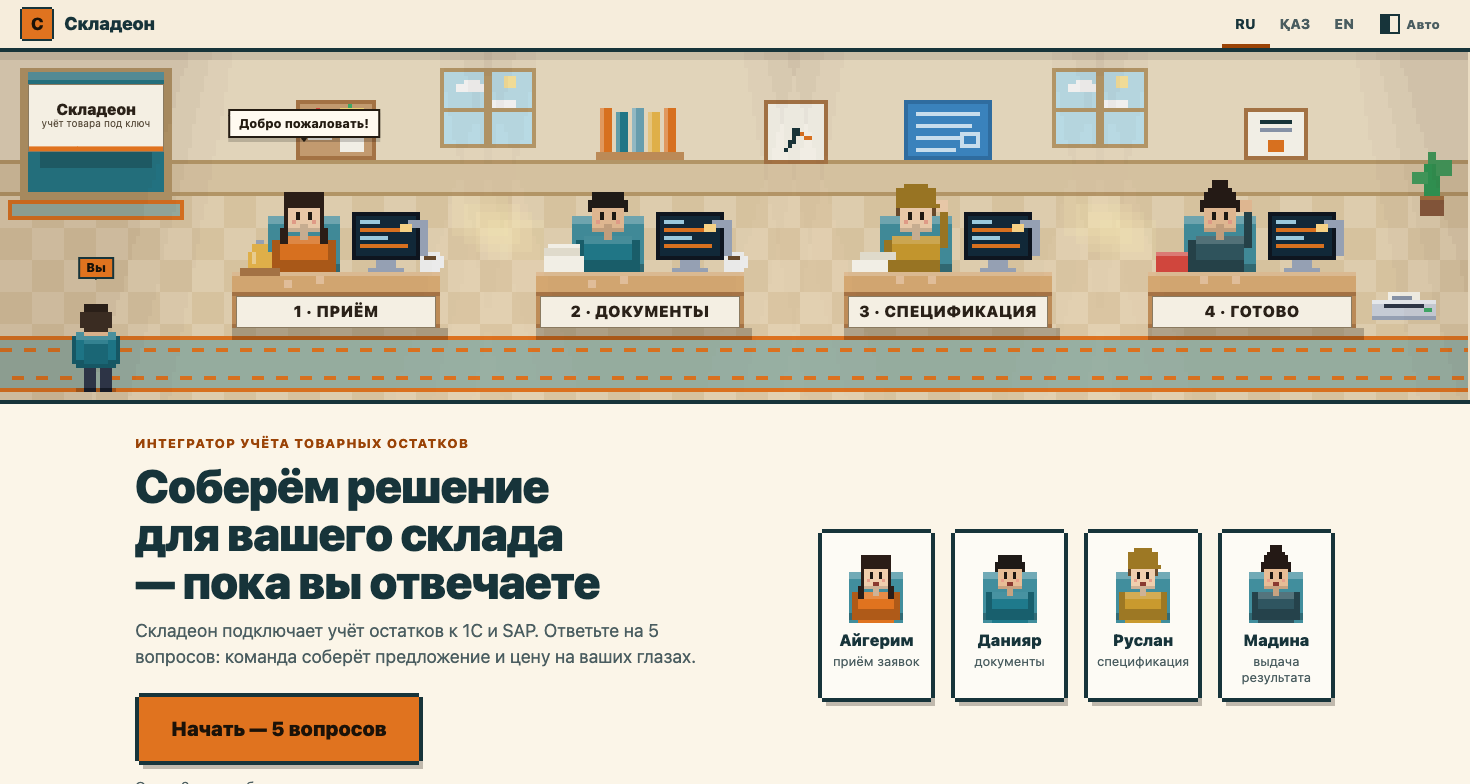 С Складеон
RU ҚАЗ EN Авто
Складеон
учёт товара под ключ
Добро пожаловать!
Вы
1 · ПРИЁМ
2 · ДОКУМЕНТЫ
3 · СПЕЦИФИКАЦИЯ
4 · ГОТОВО
ИНТЕГРАТОР УЧЁТА ТОВАРНЫХ ОСТАТКОВ
Соберём решение
для вашего склада
— пока вы отвечаете
Складеон подключает учёт остатков к 1С и SAP. Ответьте на 5
вопросов: команда соберёт предложение и цену на ваших глазах.
Начать — 5 вопросов
Айгерим
приём заявок
Данияр
документы
Руслан
спецификация
Мадина
выдача
результата